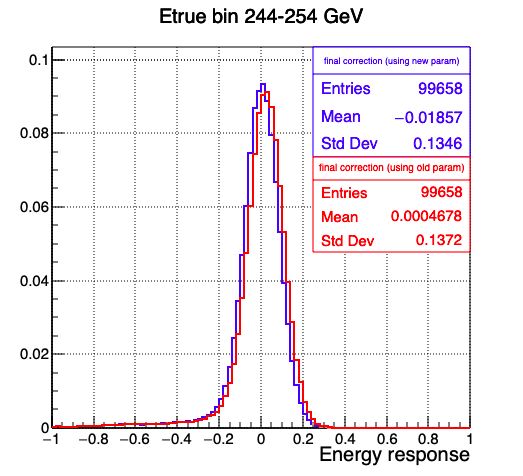 Etrue bin 244-254 GeV
final correction (using new param)
Entries 99658
Mean −0.01857
Std Dev 0.1346
final correction (using old param)
Entries 99658
Mean 0.0004678
Std Dev 0.1372
0.1
0.08
0.06
0.04
0.02
0
−1 −0.8 −0.6 −0.4 −0.2 0 0.2 0.4 0.6 0.8 1
Energy response